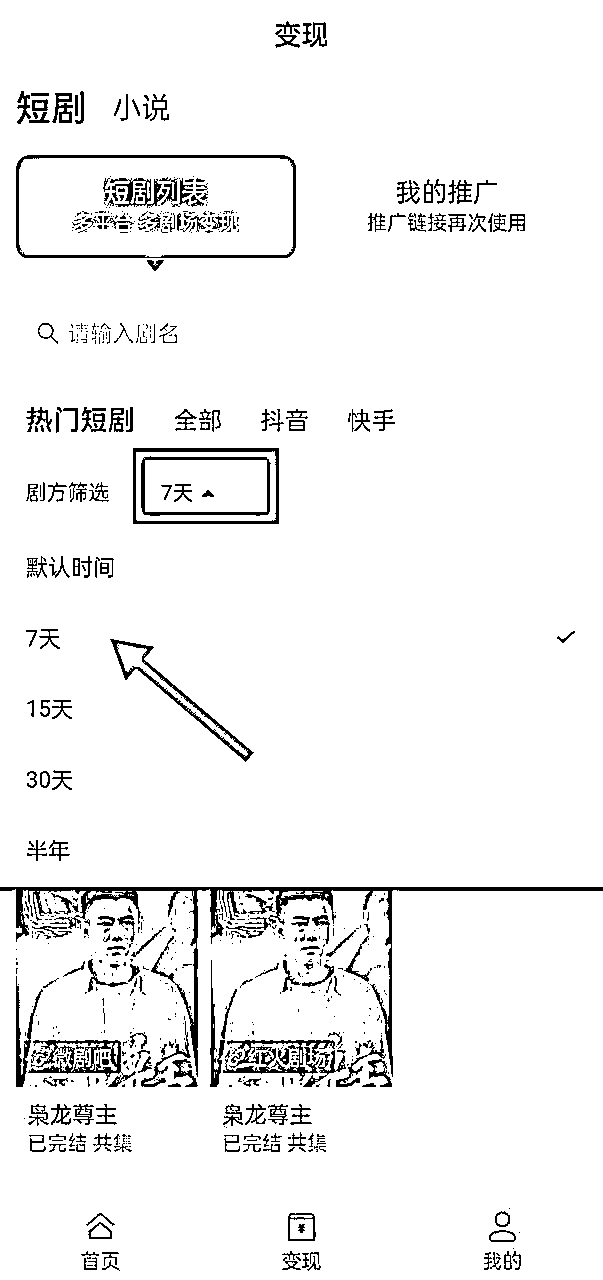 变现
短剧 小说
短剧列表
多平台 多剧场变现
我的推广
推广链接再次使用
请输入剧名
热门短剧 全部 抖音 快手
剧方筛选 7天
默认时间
7天
15天
30天
半年
微剧吧
年火剧场
枭龙尊主
已完结 共集
枭龙尊主
已完结 共集
首页 变现 我的